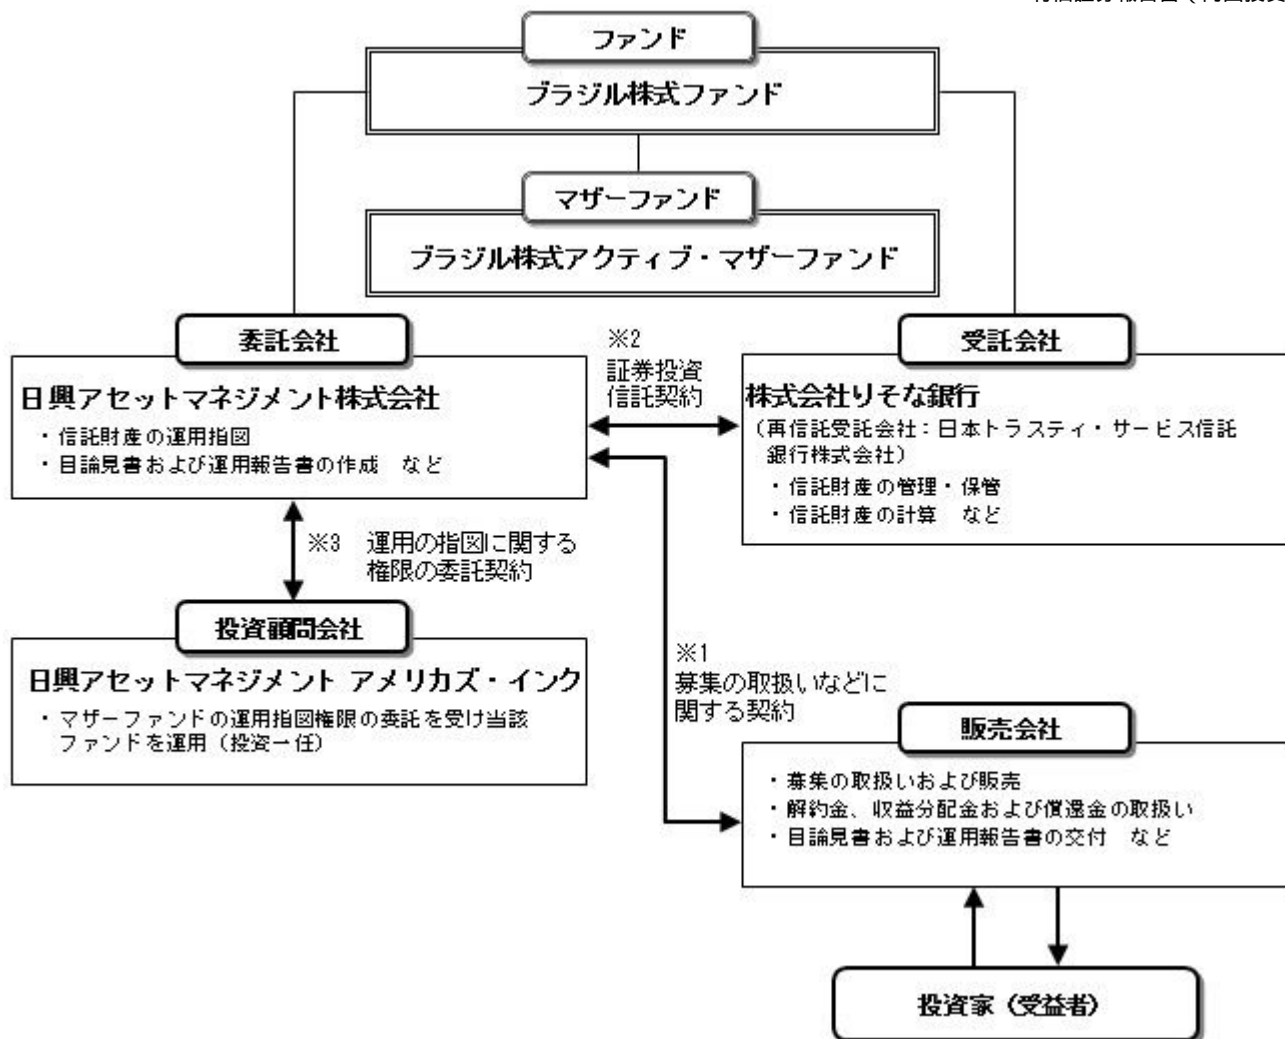 ファンド
ブラジル株式ファンド
マザーファンド
ブラジル株式アクティブ・マザーファンド
委託会社
日興アセットマネジメント株式会社
・信託財産の運用指図
・目論見書および運用報告書の作成　など
※2
証券投資
信託契約
受託会社
株式会社りそな銀行
（再信託受託会社：日本トラスティ・サービス信託
銀行株式会社）
・信託財産の管理・保管
・信託財産の計算　など
※3　運用の指図に関する
権限の委託契約
投資顧問会社
日興アセットマネジメント アメリカズ・インク
・マザーファンドの運用指図権限の委託を受け当該
ファンドを運用（投資一任）
※1
募集の取扱いなどに
関する契約
販売会社
・募集の取扱いおよび販売
・解約金、収益分配金および償還金の取扱い
・目論見書および運用報告書の交付　など
投資家（受益者）